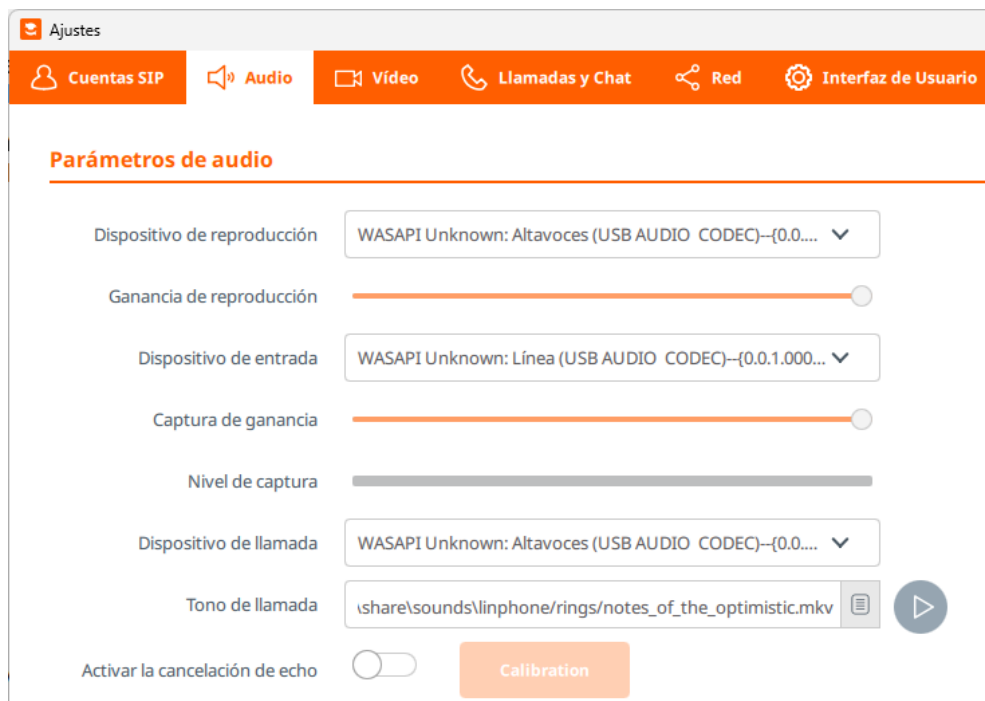 Ajustes
Cuentas SIP Audio Vídeo Llamadas y Chat Red Interfaz de Usuario
Parámetros de audio
Dispositivo de reproducción WASAPI Unknown: Altavoces (USB AUDIO  CODEC)--{0.0....
Ganancia de reproducción
Dispositivo de entrada WASAPI Unknown: Línea (USB AUDIO  CODEC)--{0.0.1.000...
Captura de ganancia
Nivel de captura
Dispositivo de llamada WASAPI Unknown: Altavoces (USB AUDIO  CODEC)--{0.0....
Tono de llamada \share\sounds\linphone/rings/notes_of_the_optimistic.mkv
Activar la cancelación de echo Calibration